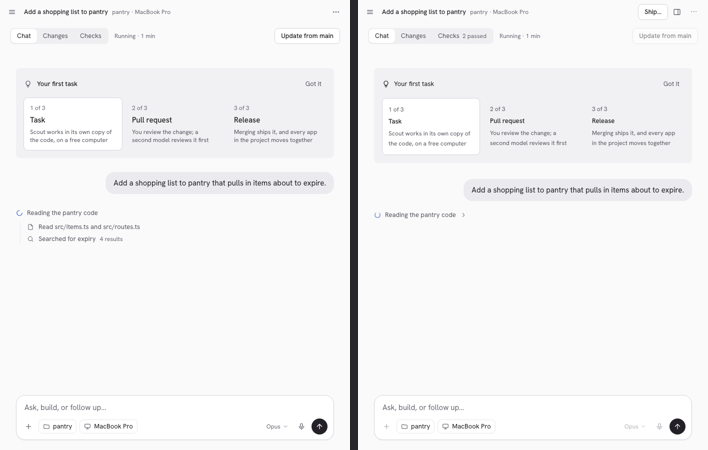 Add a shopping list to pantry pantry · MacBook Pro
Chat Changes Checks Running · 1 min Update from main
Your first task Got it
1 of 3
Task
Scout works in its own copy of
the code, on a free computer
2 of 3
Pull request
You review the change; a
second model reviews it first
3 of 3
Release
Merging ships it, and every app
in the project moves together
Add a shopping list to pantry that pulls in items about to expire.
Reading the pantry code
Read src/items.ts and src/routes.ts
Searched for expiry 4 results
Ask, build, or follow up...
pantry MacBook Pro Opus
Add a shopping list to pantry pantry · MacBook Pro Ship...
Chat Changes Checks 2 passed Running · 1 min Update from main
Your first task Got it
1 of 3
Task
Scout works in its own copy of
the code, on a free computer
2 of 3
Pull request
You review the change; a
second model reviews it first
3 of 3
Release
Merging ships it, and every app
in the project moves together
Add a shopping list to pantry that pulls in items about to expire.
Reading the pantry code
Ask, build, or follow up...
pantry MacBook Pro Opus